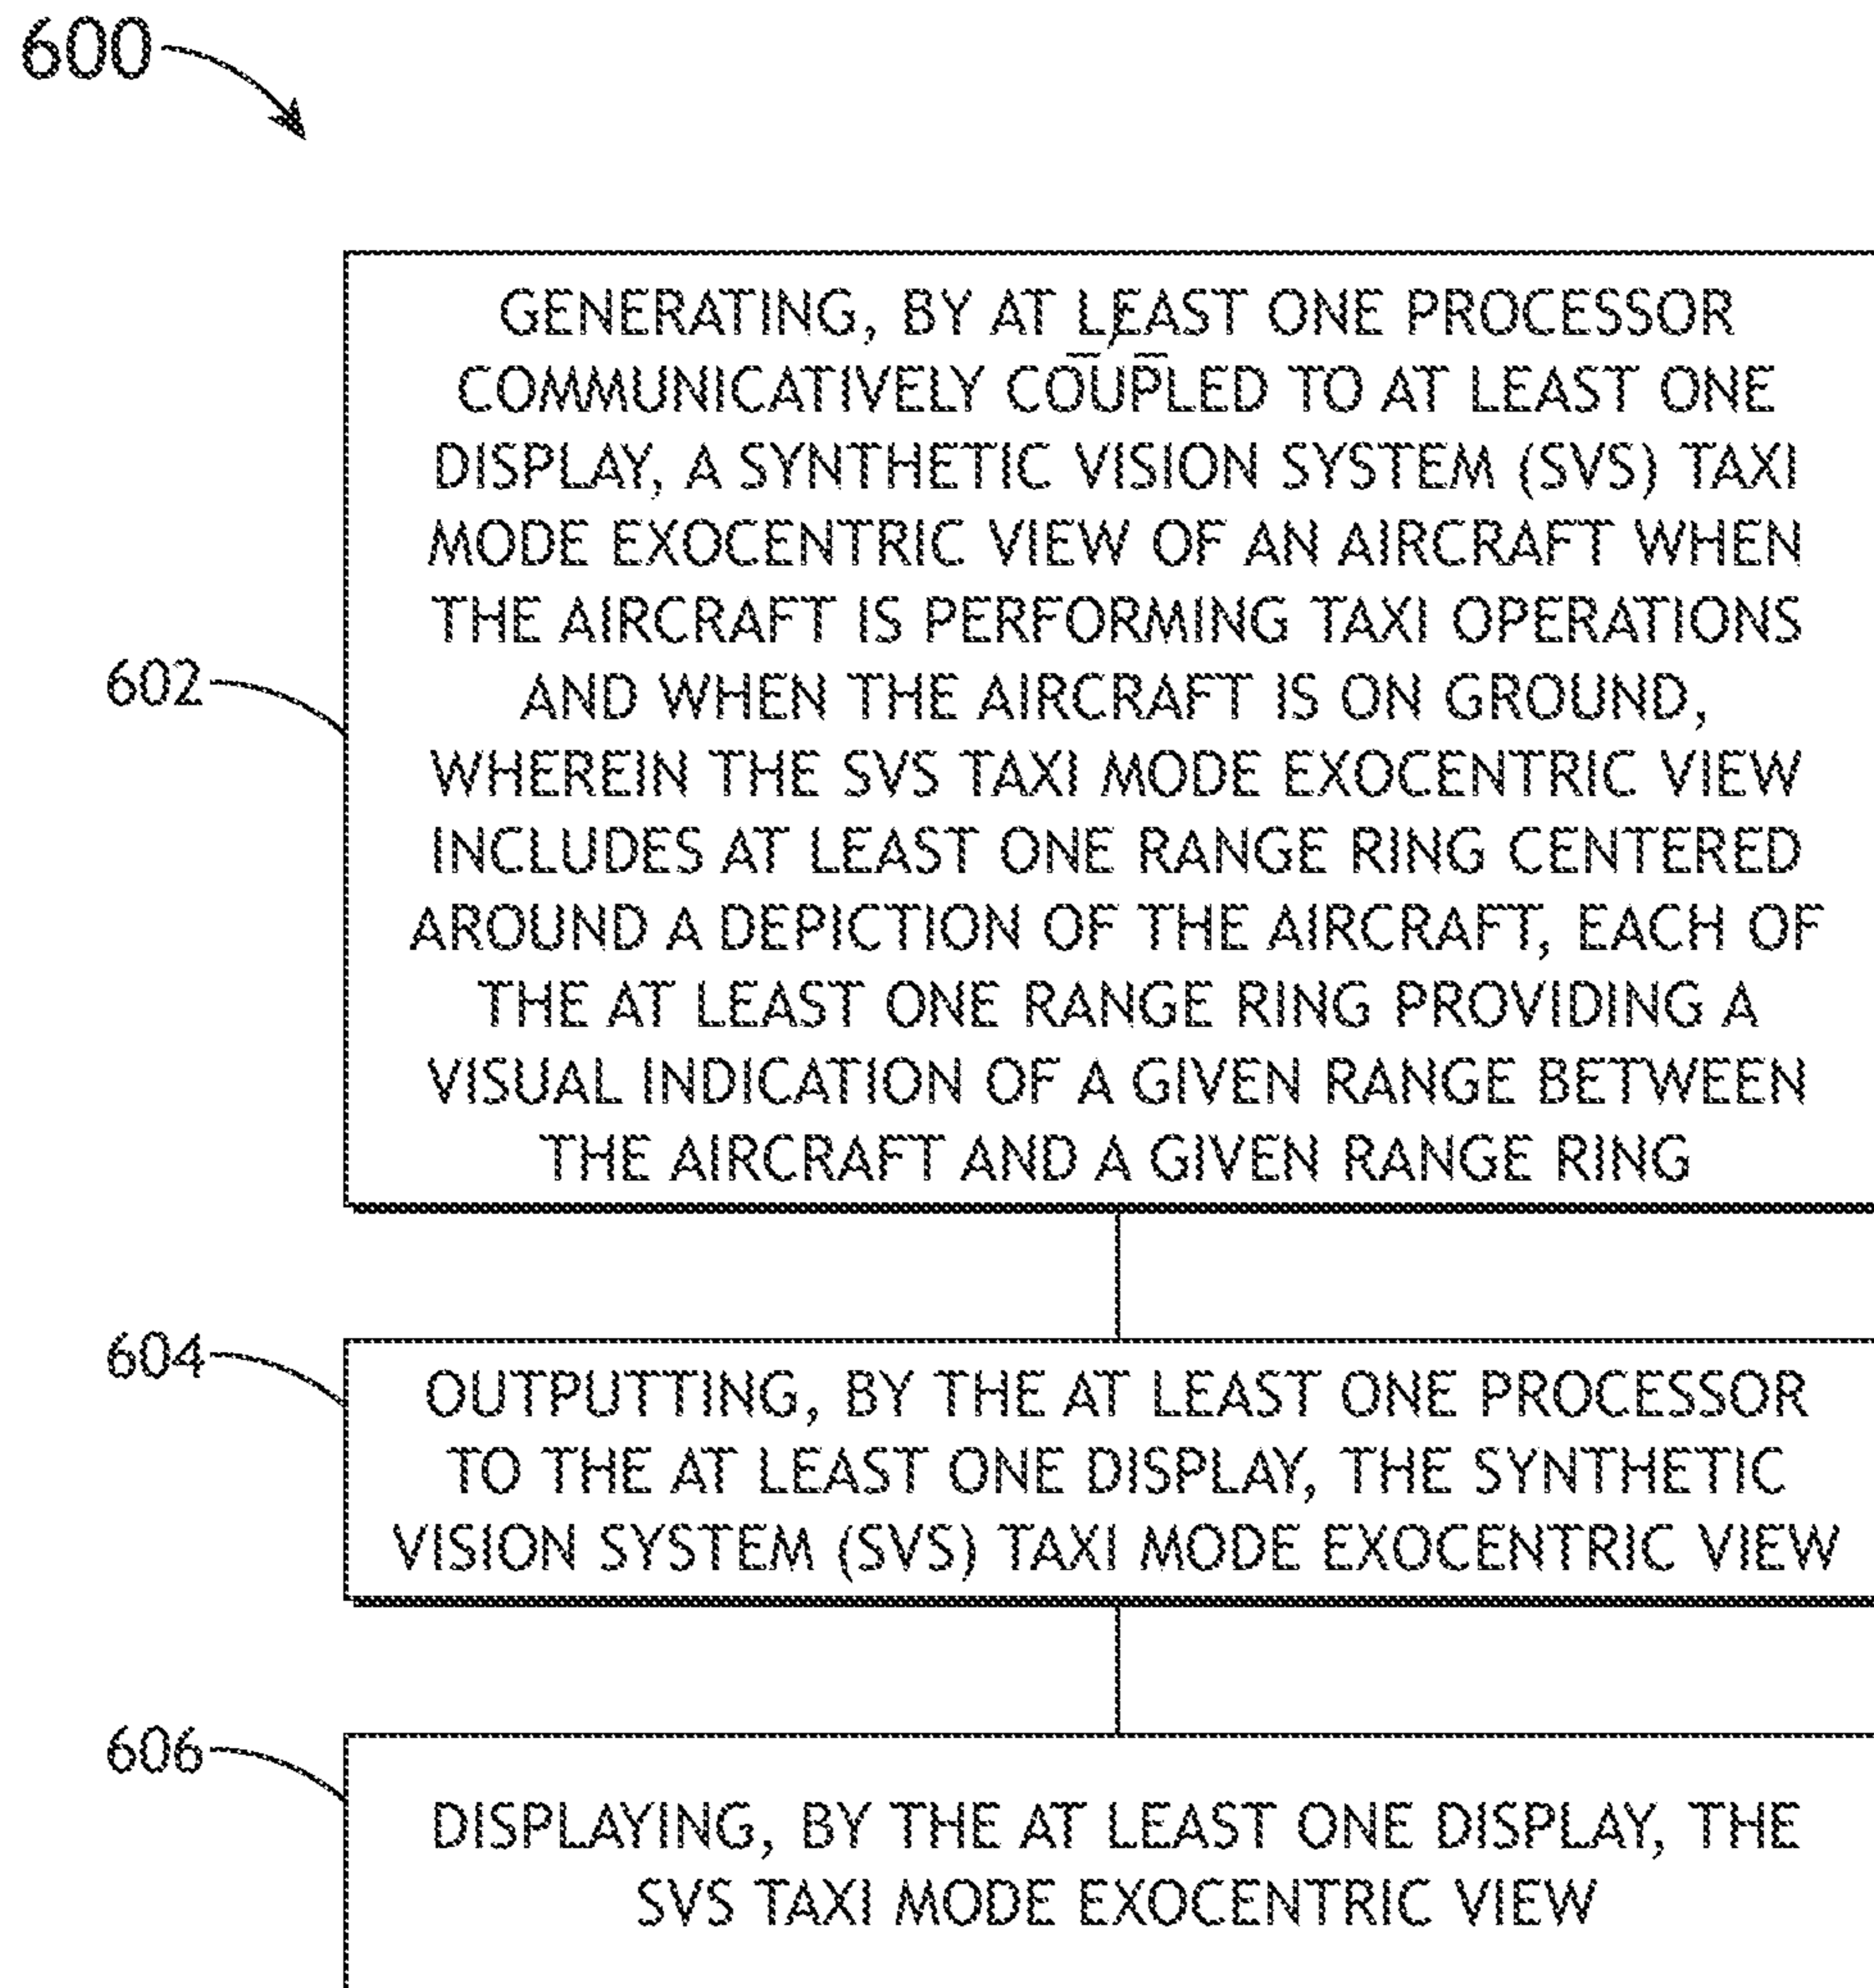 600
GENERATING, BY AT LEAST ONE PROCESSOR
COMMUNICATIVELY COUPLED TO AT LEAST ONE
DISPLAY, A SYNTHETIC VISION SYSTEM (SVS) TAXI
MODE EXOCENTRIC VIEW OF AN AIRCRAFT WHEN
THE AIRCRAFT IS PERFORMING TAXI OPERATIONS
AND WHEN THE AIRCRAFT IS ON GROUND,
602
WHEREIN THE SVS TAXI MODE EXOCENTRIC VIEW
INCLUDES AT LEAST ONE RANGE RING CENTERED
AROUND A DEPICTION OF THE AIRCRAFT, EACH OF
THE AT LEAST ONE RANGE RING PROVIDING A
VISUAL INDICATION OF A GIVEN RANGE BETWEEN
THE AIRCRAFT AND A GIVEN RANGE RING
604
OUTPUTTING, BY THE AT LEAST ONE PROCESSOR
TO THE AT LEAST ONE DISPLAY, THE SYNTHETIC
VISION SYSTEM (SVS) TAXI MODE EXOCENTRIC VIEW
606
DISPLAYING, BY THE AT LEAST ONE DISPLAY, THE
SVS TAXI MODE EXOCENTRIC VIEW